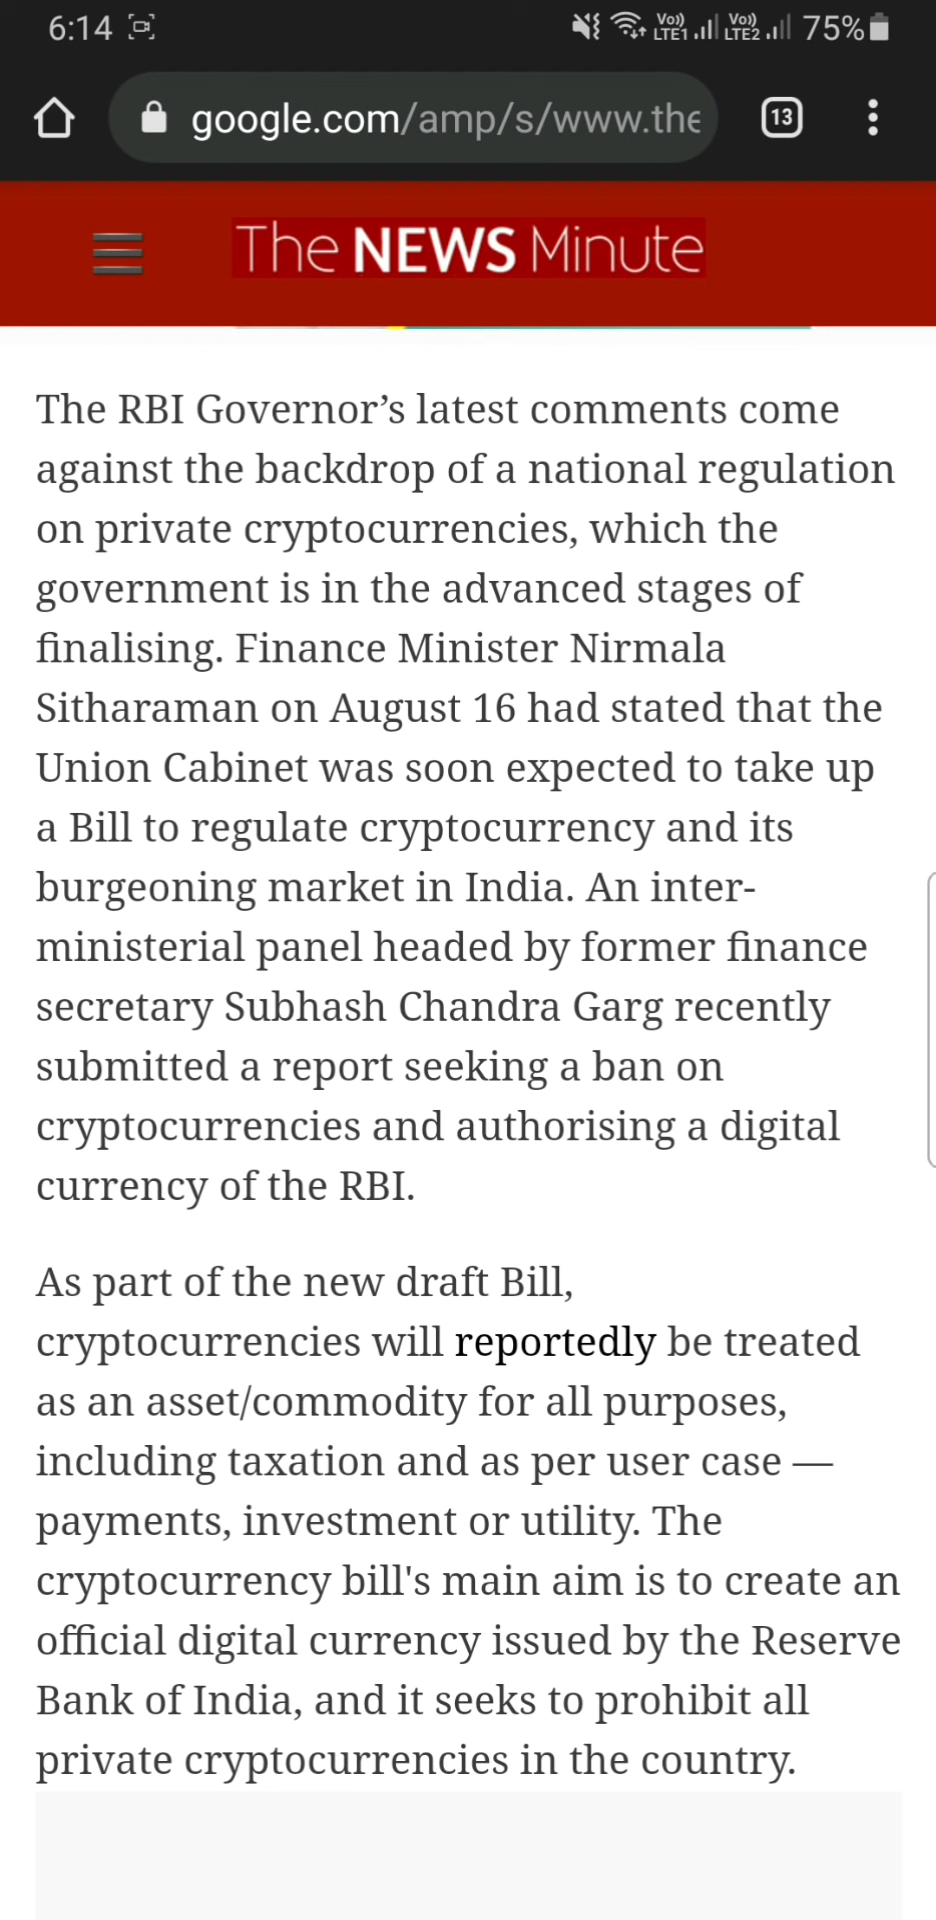 6:14
Vo)) LTE1 Vo)) LTE2 75%
google.com/amp/s/www.the
13
The NEWS Minute
The RBI Governor’s latest comments come
against the backdrop of a national regulation
on private cryptocurrencies, which the
government is in the advanced stages of
finalising. Finance Minister Nirmala
Sitharaman on August 16 had stated that the
Union Cabinet was soon expected to take up
a Bill to regulate cryptocurrency and its
burgeoning market in India. An inter-
ministerial panel headed by former finance
secretary Subhash Chandra Garg recently
submitted a report seeking a ban on
cryptocurrencies and authorising a digital
currency of the RBI.
As part of the new draft Bill,
cryptocurrencies will reportedly be treated
as an asset/commodity for all purposes,
including taxation and as per user case —
payments, investment or utility. The
cryptocurrency bill's main aim is to create an
official digital currency issued by the Reserve
Bank of India, and it seeks to prohibit all
private cryptocurrencies in the country.